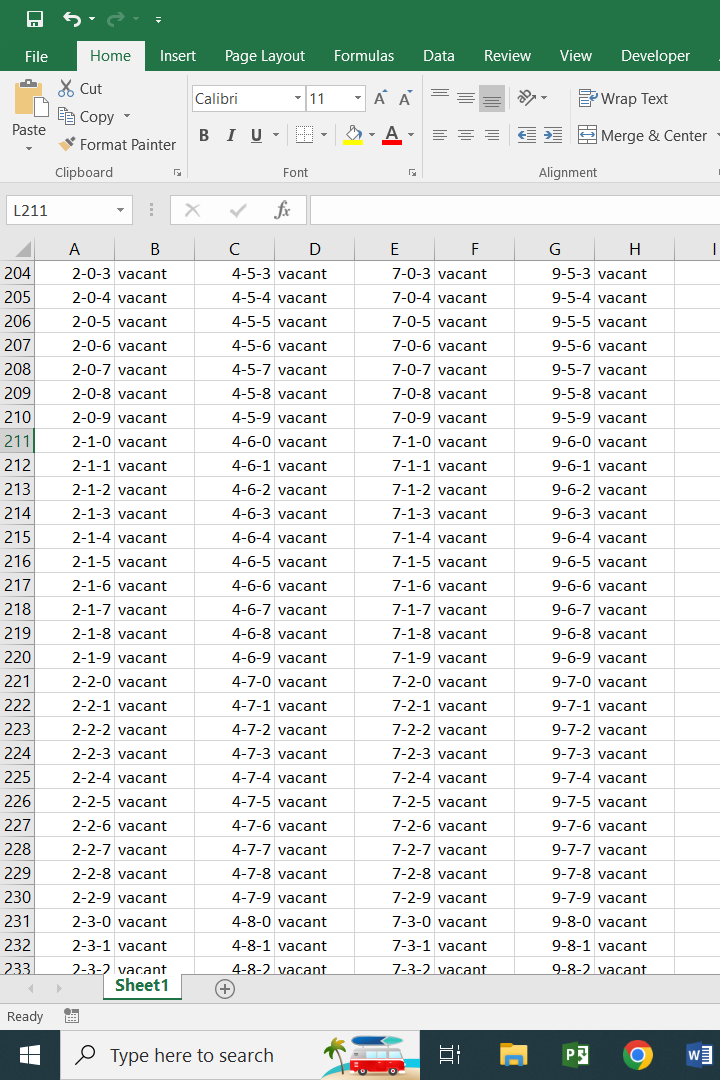 File Home Insert Page Layout Formulas Data Review View Developer
Cut
Copy
Format Painter
Paste
Clipboard
Calibri 11
A A
B I U A
Font
ab
Wrap Text
Merge & Center
Alignment
L211 fx
A B C D E F G H I
204 2-0-3 vacant 4-5-3 vacant 7-0-3 vacant 9-5-3 vacant
205 2-0-4 vacant 4-5-4 vacant 7-0-4 vacant 9-5-4 vacant
206 2-0-5 vacant 4-5-5 vacant 7-0-5 vacant 9-5-5 vacant
207 2-0-6 vacant 4-5-6 vacant 7-0-6 vacant 9-5-6 vacant
208 2-0-7 vacant 4-5-7 vacant 7-0-7 vacant 9-5-7 vacant
209 2-0-8 vacant 4-5-8 vacant 7-0-8 vacant 9-5-8 vacant
210 2-0-9 vacant 4-5-9 vacant 7-0-9 vacant 9-5-9 vacant
211 2-1-0 vacant 4-6-0 vacant 7-1-0 vacant 9-6-0 vacant
212 2-1-1 vacant 4-6-1 vacant 7-1-1 vacant 9-6-1 vacant
213 2-1-2 vacant 4-6-2 vacant 7-1-2 vacant 9-6-2 vacant
214 2-1-3 vacant 4-6-3 vacant 7-1-3 vacant 9-6-3 vacant
215 2-1-4 vacant 4-6-4 vacant 7-1-4 vacant 9-6-4 vacant
216 2-1-5 vacant 4-6-5 vacant 7-1-5 vacant 9-6-5 vacant
217 2-1-6 vacant 4-6-6 vacant 7-1-6 vacant 9-6-6 vacant
218 2-1-7 vacant 4-6-7 vacant 7-1-7 vacant 9-6-7 vacant
219 2-1-8 vacant 4-6-8 vacant 7-1-8 vacant 9-6-8 vacant
220 2-1-9 vacant 4-6-9 vacant 7-1-9 vacant 9-6-9 vacant
221 2-2-0 vacant 4-7-0 vacant 7-2-0 vacant 9-7-0 vacant
222 2-2-1 vacant 4-7-1 vacant 7-2-1 vacant 9-7-1 vacant
223 2-2-2 vacant 4-7-2 vacant 7-2-2 vacant 9-7-2 vacant
224 2-2-3 vacant 4-7-3 vacant 7-2-3 vacant 9-7-3 vacant
225 2-2-4 vacant 4-7-4 vacant 7-2-4 vacant 9-7-4 vacant
226 2-2-5 vacant 4-7-5 vacant 7-2-5 vacant 9-7-5 vacant
227 2-2-6 vacant 4-7-6 vacant 7-2-6 vacant 9-7-6 vacant
228 2-2-7 vacant 4-7-7 vacant 7-2-7 vacant 9-7-7 vacant
229 2-2-8 vacant 4-7-8 vacant 7-2-8 vacant 9-7-8 vacant
230 2-2-9 vacant 4-7-9 vacant 7-2-9 vacant 9-7-9 vacant
231 2-3-0 vacant 4-8-0 vacant 7-3-0 vacant 9-8-0 vacant
232 2-3-1 vacant 4-8-1 vacant 7-3-1 vacant 9-8-1 vacant
233 2-3-2 vacant 4-8-2 vacant 7-3-2 vacant 9-8-2 vacant
Sheet1
Ready
Type here to search